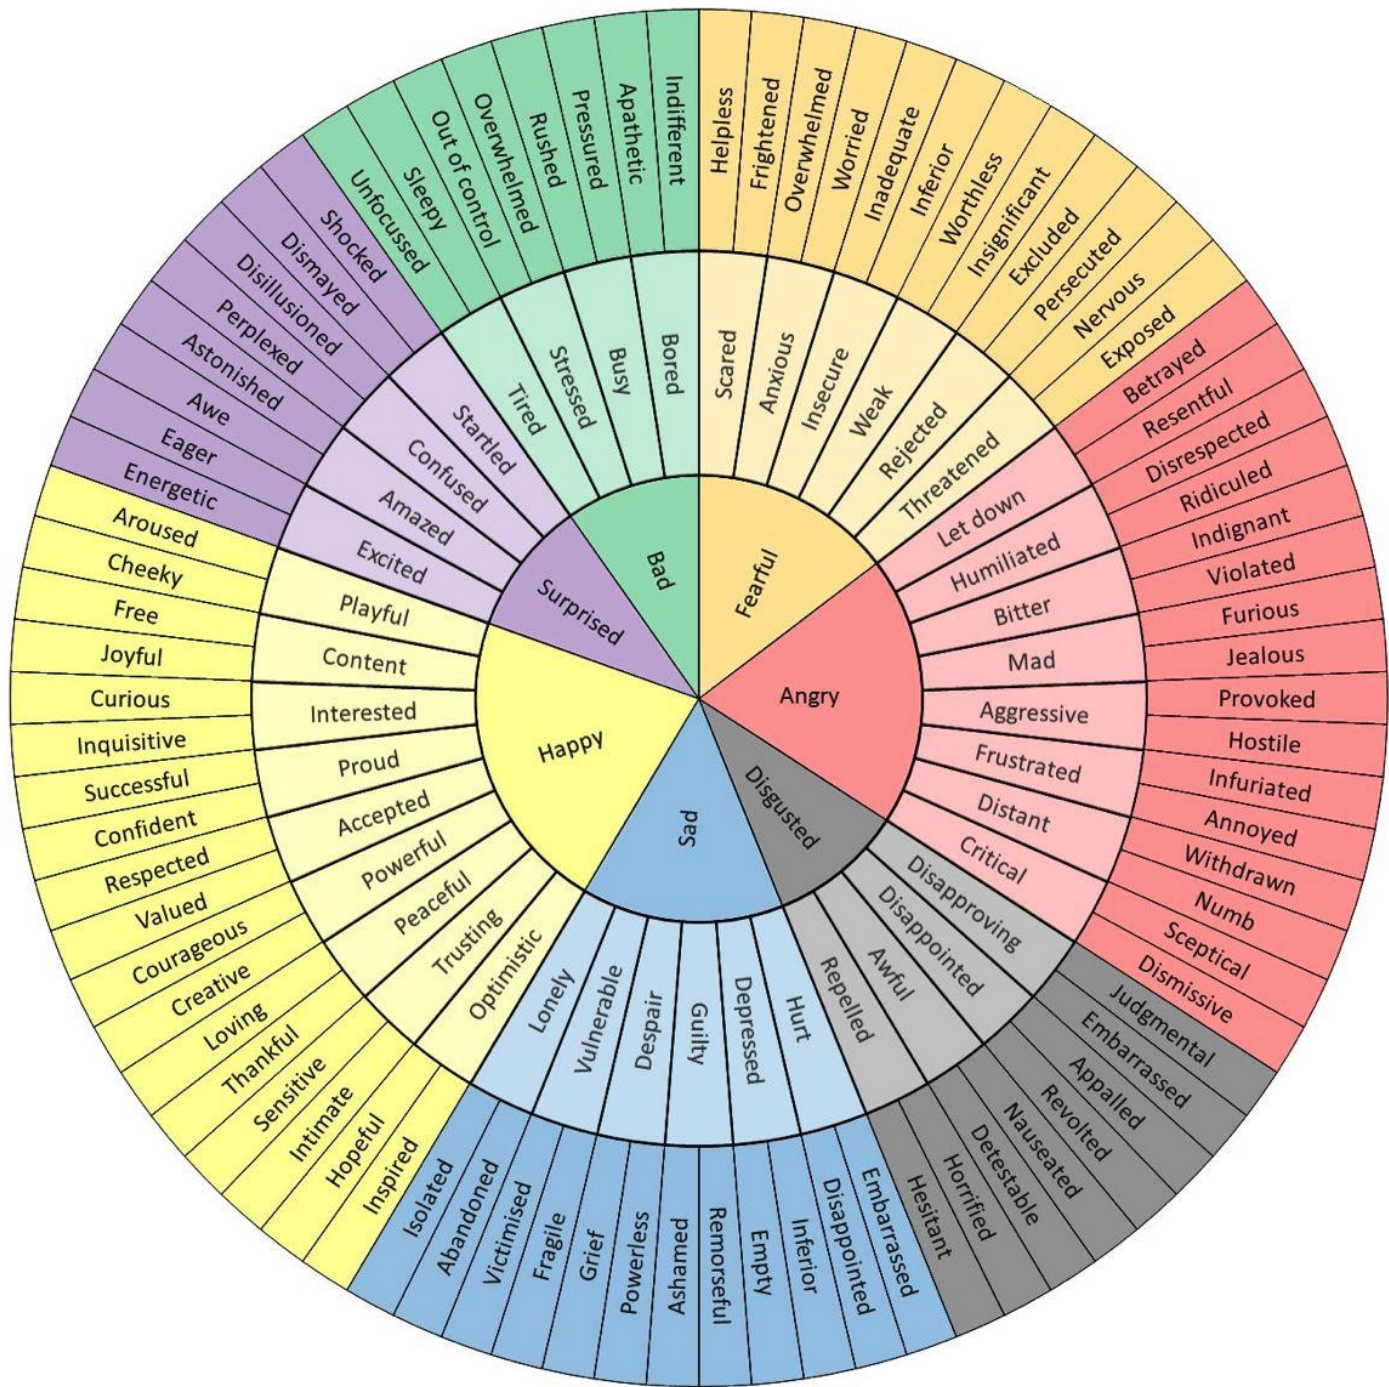 Fearful
Angry
Disgusted
Sad
Happy
Surprised
Bad
Scared
Anxious
Insecure
Weak
Rejected
Threatened
Let down
Humiliated
Bitter
Mad
Aggressive
Frustrated
Distant
Critical
Disapproving
Disappointed
Awful
Repelled
Hurt
Depressed
Guilty
Despair
Vulnerable
Lonely
Optimistic
Trusting
Peaceful
Powerful
Accepted
Proud
Interested
Content
Playful
Excited
Amazed
Confused
Startled
Tired
Stressed
Busy
Bored
Helpless
Frightened
Overwhelmed
Worried
Inadequate
Inferior
Worthless
Insignificant
Excluded
Persecuted
Nervous
Exposed
Betrayed
Resentful
Disrespected
Ridiculed
Indignant
Violated
Furious
Jealous
Provoked
Hostile
Infuriated
Annoyed
Withdrawn
Numb
Sceptical
Dismissive
Judgmental
Embarrassed
Appalled
Revolted
Nauseated
Detestable
Horrified
Hesitant
Embarrassed
Disappointed
Inferior
Empty
Remorseful
Ashamed
Powerless
Grief
Fragile
Victimised
Abandoned
Isolated
Inspired
Hopeful
Intimate
Sensitive
Thankful
Loving
Creative
Courageous
Valued
Respected
Confident
Successful
Inquisitive
Curious
Joyful
Free
Cheeky
Aroused
Energetic
Eager
Awe
Astonished
Perplexed
Disillusioned
Dismayed
Shocked
Unfocussed
Sleepy
Out of control
Overwhelmed
Rushed
Pressured
Apathetic
Indifferent